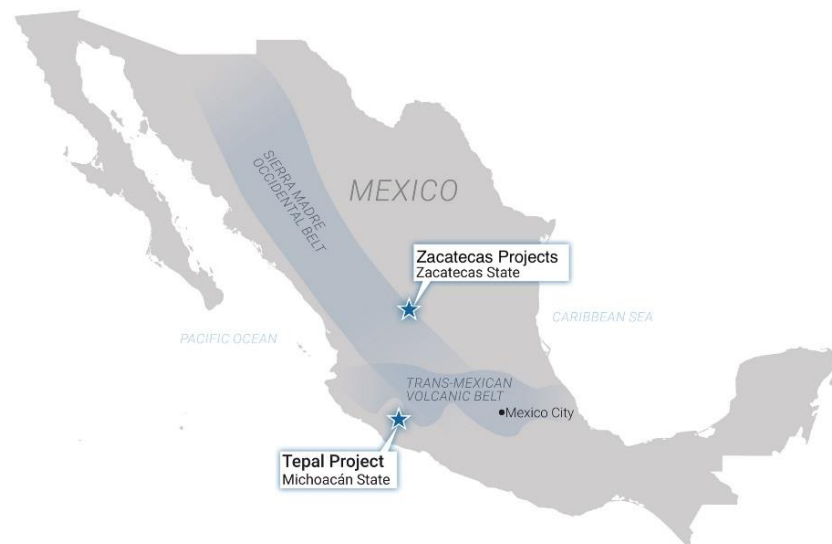 SIERRA MADRE
OCCIDENTAL BELT
MEXICO
Zacatecas Projects
Zacatecas State
PACIFIC OCEAN
CARIBBEAN SEA
TRANS-MEXICAN
VOLCANIC BELT
Mexico City
Tepal Project
Michoacán State